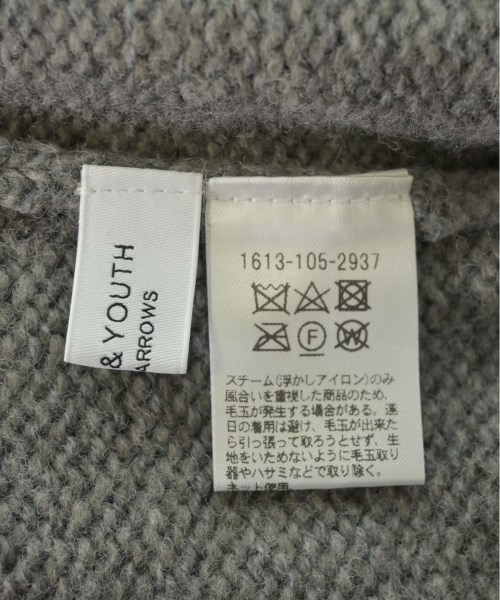 & YOUTH
ARROWS
1613-105-2937
F
W
スチーム(浮かしアイロン)のみ
風合いを重視した商品のため、
毛玉が発生する場合がある。連
日の着用は避け、毛玉が出来た
ら引っ張って取ろうとせず、生
地をいためないように毛玉取り
器やハサミなどで取り除く。
ネット使用